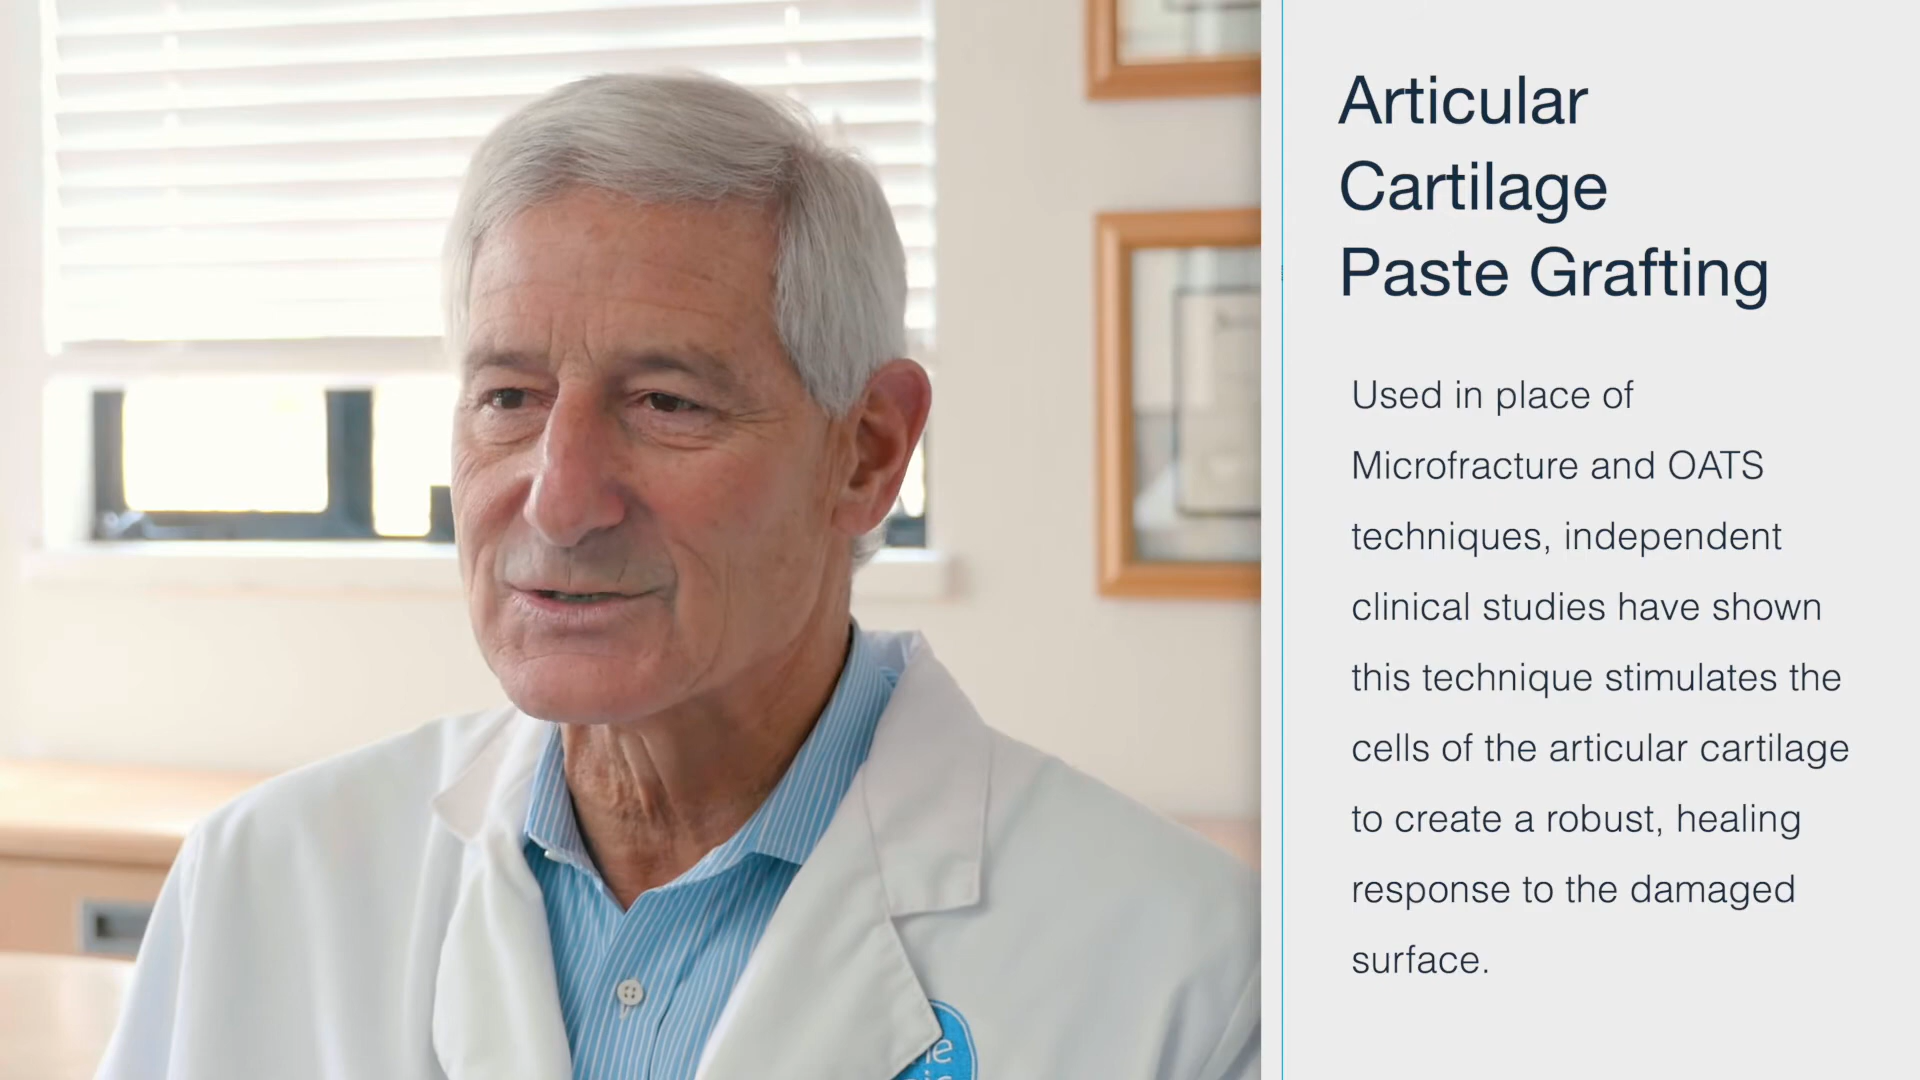 Articular
Cartilage
Paste Grafting
Used in place of
Microfracture and OATS
techniques, independent
clinical studies have shown
this technique stimulates the
cells of the articular cartilage
to create a robust, healing
response to the damaged
surface.